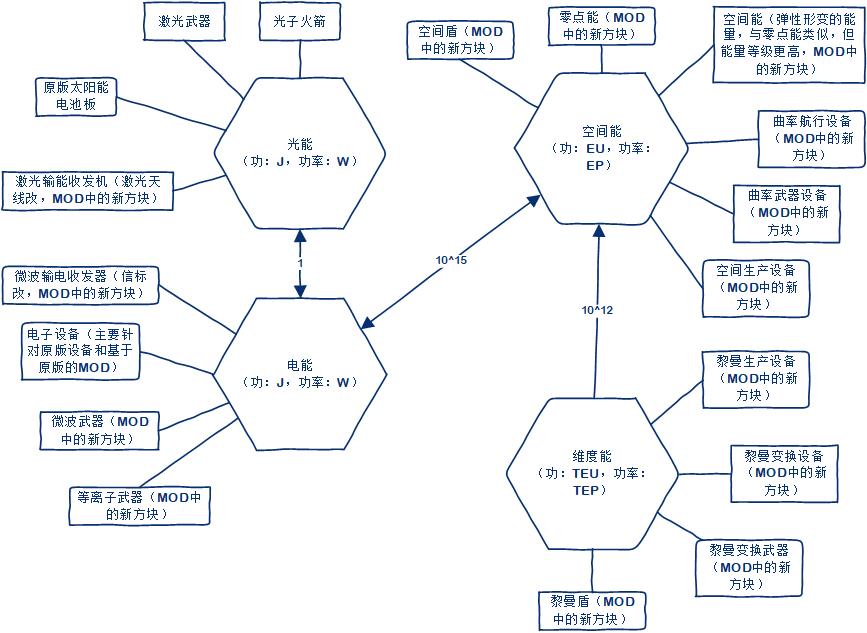 激光武器
光子火箭
原版太阳能
电池板
光能
(功:J,功率:W)
激光输能收发机(激光天
线改,MOD中的新方块)
1
微波输电收发器(信标
改,MOD中的新方块)
电子设备(主要针
对原版设备和基于
原版的MOD)
电能
(功:J,功率:W)
微波武器(MOD
中的新方块)
等离子武器(MOD中
的新方块)
10^15
空间盾(MOD
中的新方块)
零点能(MOD
中的新方块)
空间能(弹性形变的能
量,与零点能类似,但
能量等级更高,MOD中
的新方块)
空间能
(功:EU,功率:
EP)
曲率航行设备
(MOD中的新
方块)
曲率武器设备
(MOD中的新
方块)
空间生产设备
(MOD中的新
方块)
10^12
黎曼生产设备
(MOD中的新
方块)
维度能
(功:TEU,功率:
TEP)
黎曼变换设备
(MOD中的新
方块)
黎曼变换武器
(MOD中的新
方块)
黎曼盾(MOD
中的新方块)